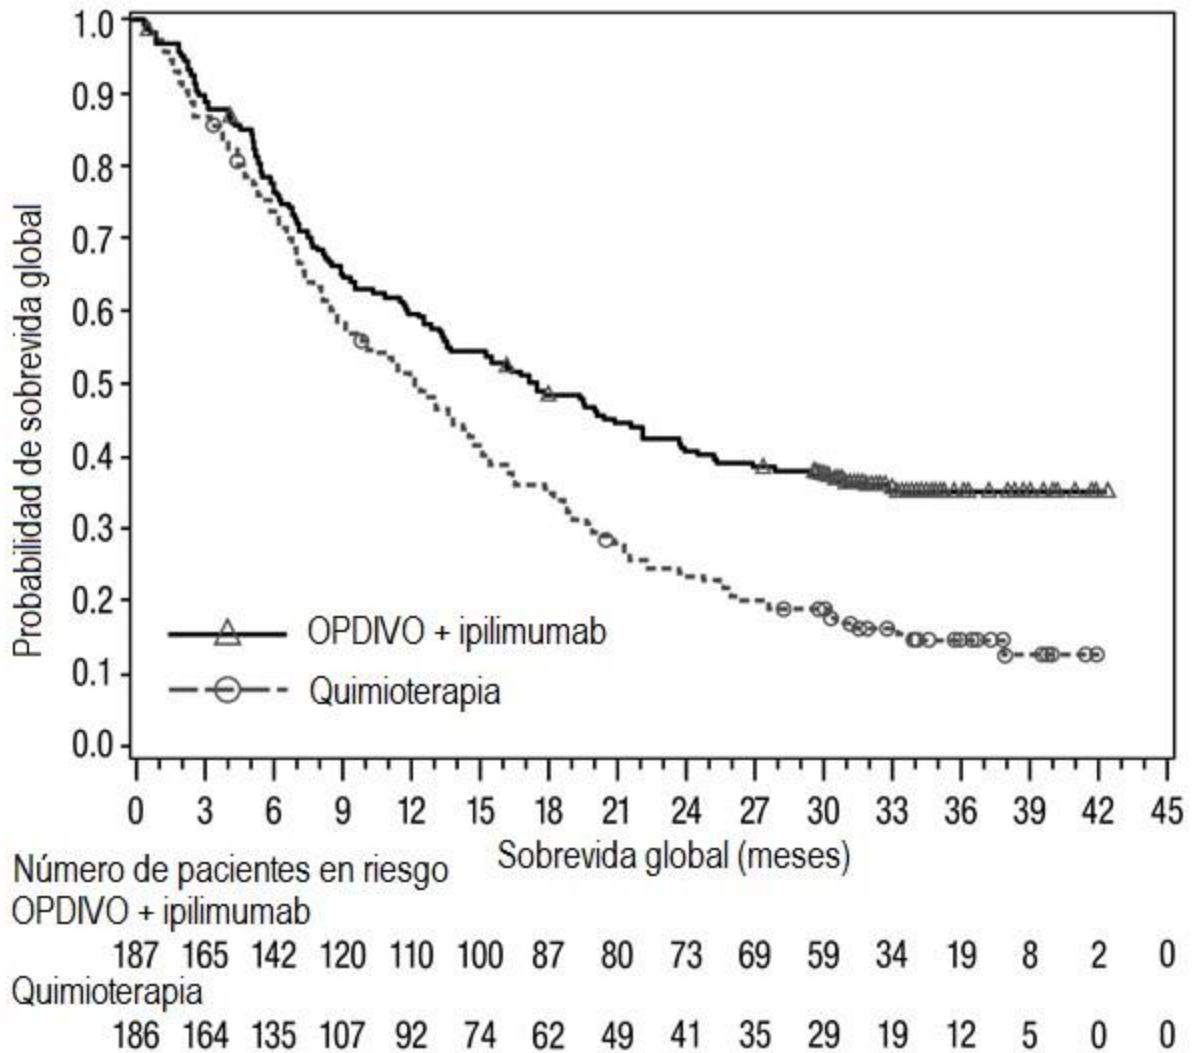 Probabilidad de sobrevida global
1.0
0.9
0.8
0.7
0.6
0.5
0.4
0.3
0.2
0.1
0.0
OPDIVO + ipilimumab
Quimioterapia
0 3 6 9 12 15 18 21 24 27 30 33 36 39 42 45
Sobrevida global (meses)
Número de pacientes en riesgo
OPDIVO + ipilimumab
187 165 142 120 110 100 87 80 73 69 59 34 19 8 2 0
Quimioterapia
186 164 135 107 92 74 62 49 41 35 29 19 12 5 0 0